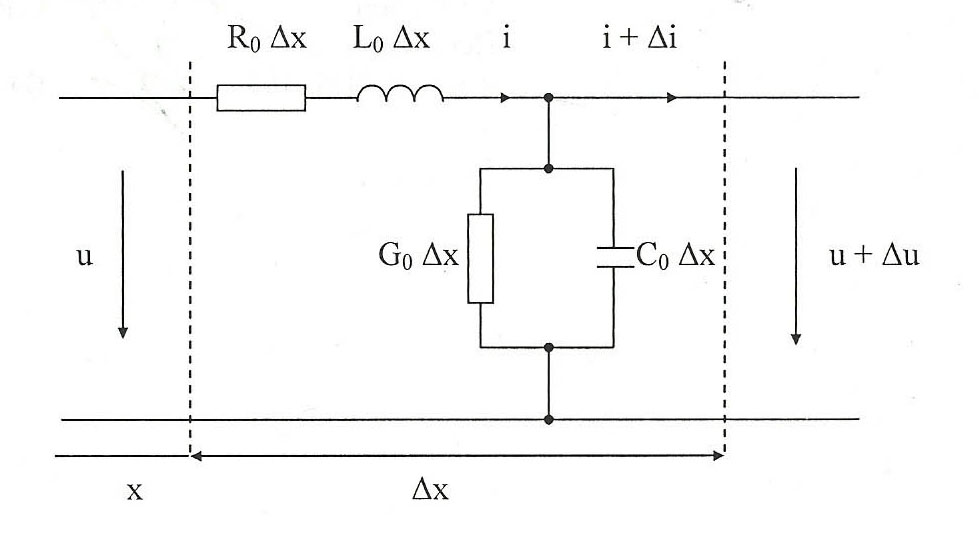 R₀ Δx L₀ Δx i i + Δi
u G₀ Δx C₀ Δx u + Δu
x Δx